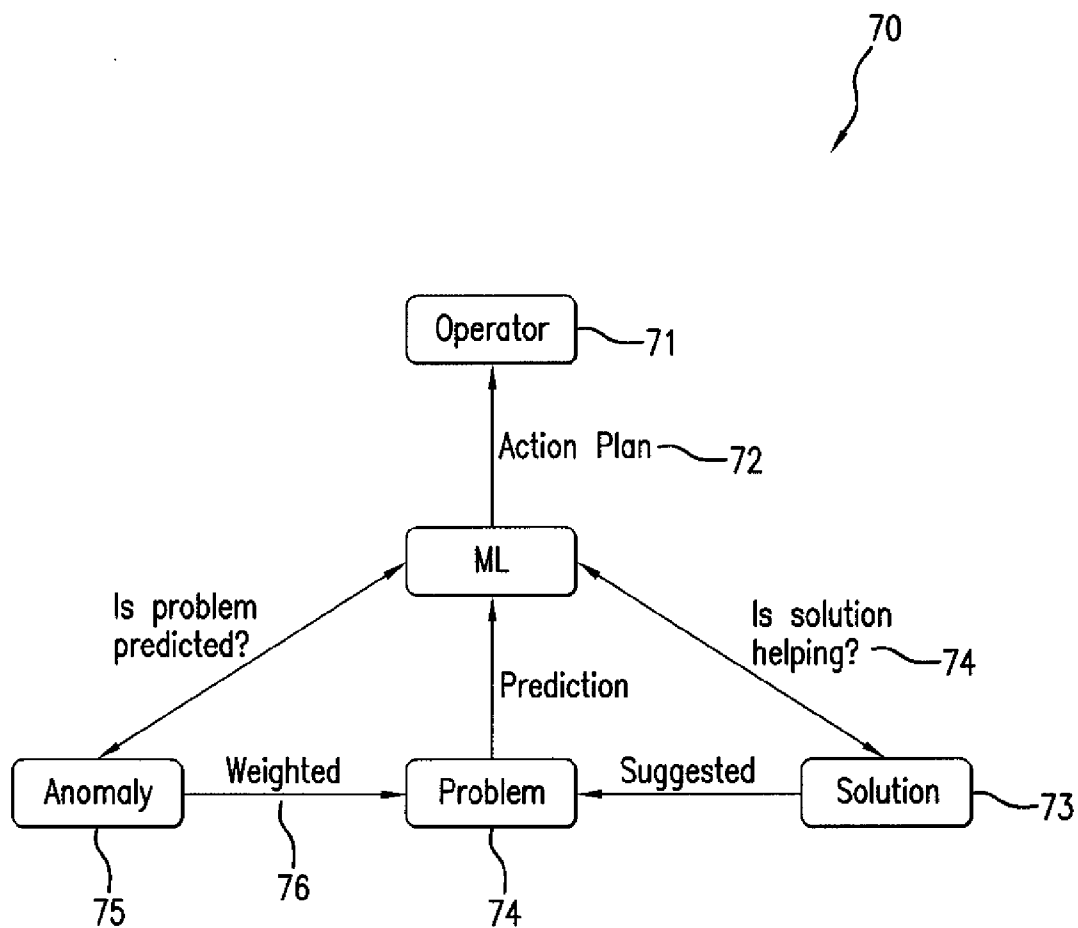 70
Operator
71
Action Plan
72
ML
Is problem
predicted?
Is solution
helping?
74
Prediction
Anomaly
Weighted
Problem
Suggested
Solution
73
75
76
74